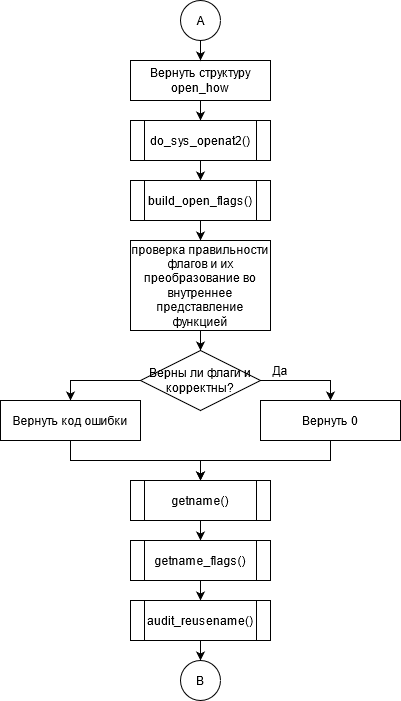 A
Вернуть структуру
open_how
do_sys_openat2()
build_open_flags()
проверка правильности
флагов и их
преобразование во
внутреннее
представление
функцией
Верны ли флаги и
корректны?
Да
Вернуть код ошибки
Вернуть 0
getname()
getname_flags()
audit_reusename()
B